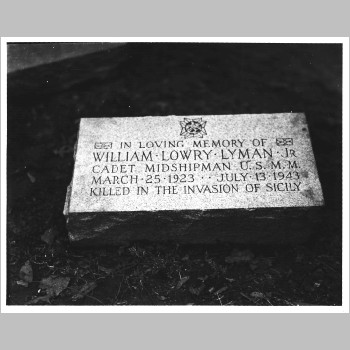 IN LOVING MEMORY OF
WILLIAM · LOWRY · LYMAN · JR
CADET MIDSHIPMAN U.S.M.M.
MARCH · 25 · 1923 · · JULY · 13 · 1943
KILLED IN THE INVASION OF SICILY